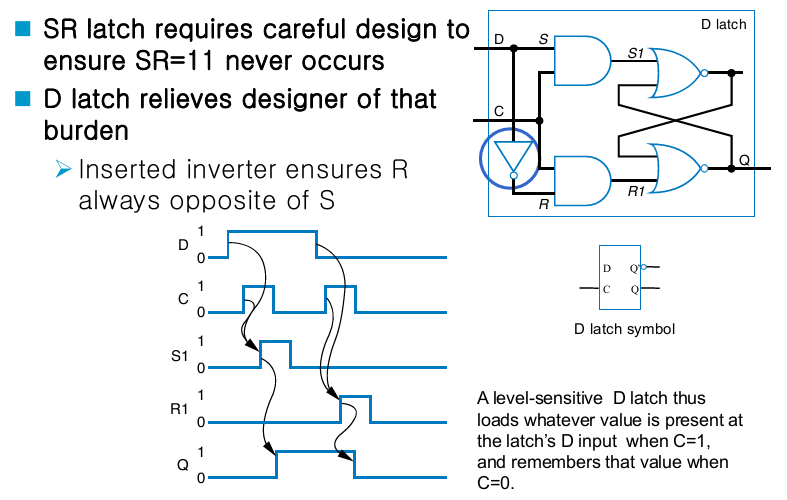 SR latch requires careful design to
ensure SR=11 never occurs
D latch relieves designer of that
burden
Inserted inverter ensures R
always opposite of S
D latch
D
S
S1
C
Q
R
R1
D 1
0
C 1
0
S1 1
0
R1 1
0
Q 1
0
D Q'
C Q
D latch symbol
A level-sensitive D latch thus
loads whatever value is present at
the latch's D input when C=1,
and remembers that value when
C=0.